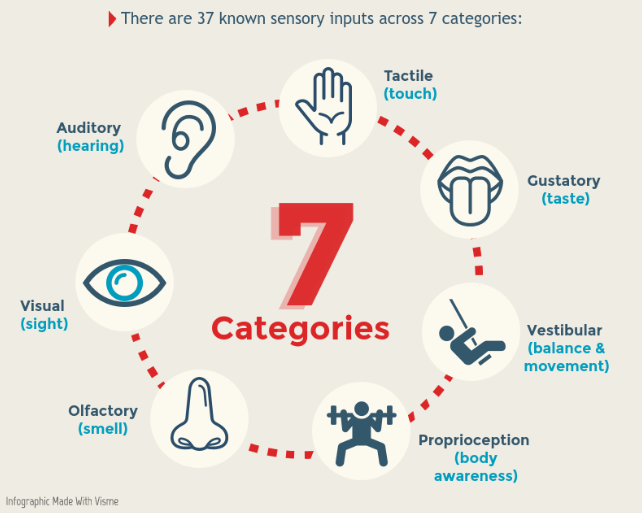 There are 37 known sensory inputs across 7 categories:
Tactile
(touch)
Auditory
(hearing)
Gustatory
(taste)
7
Categories
Visual
(sight)
Vestibular
(balance &
movement)
Olfactory
(smell)
Proprioception
(body
awareness)
Infographic Made With Visme